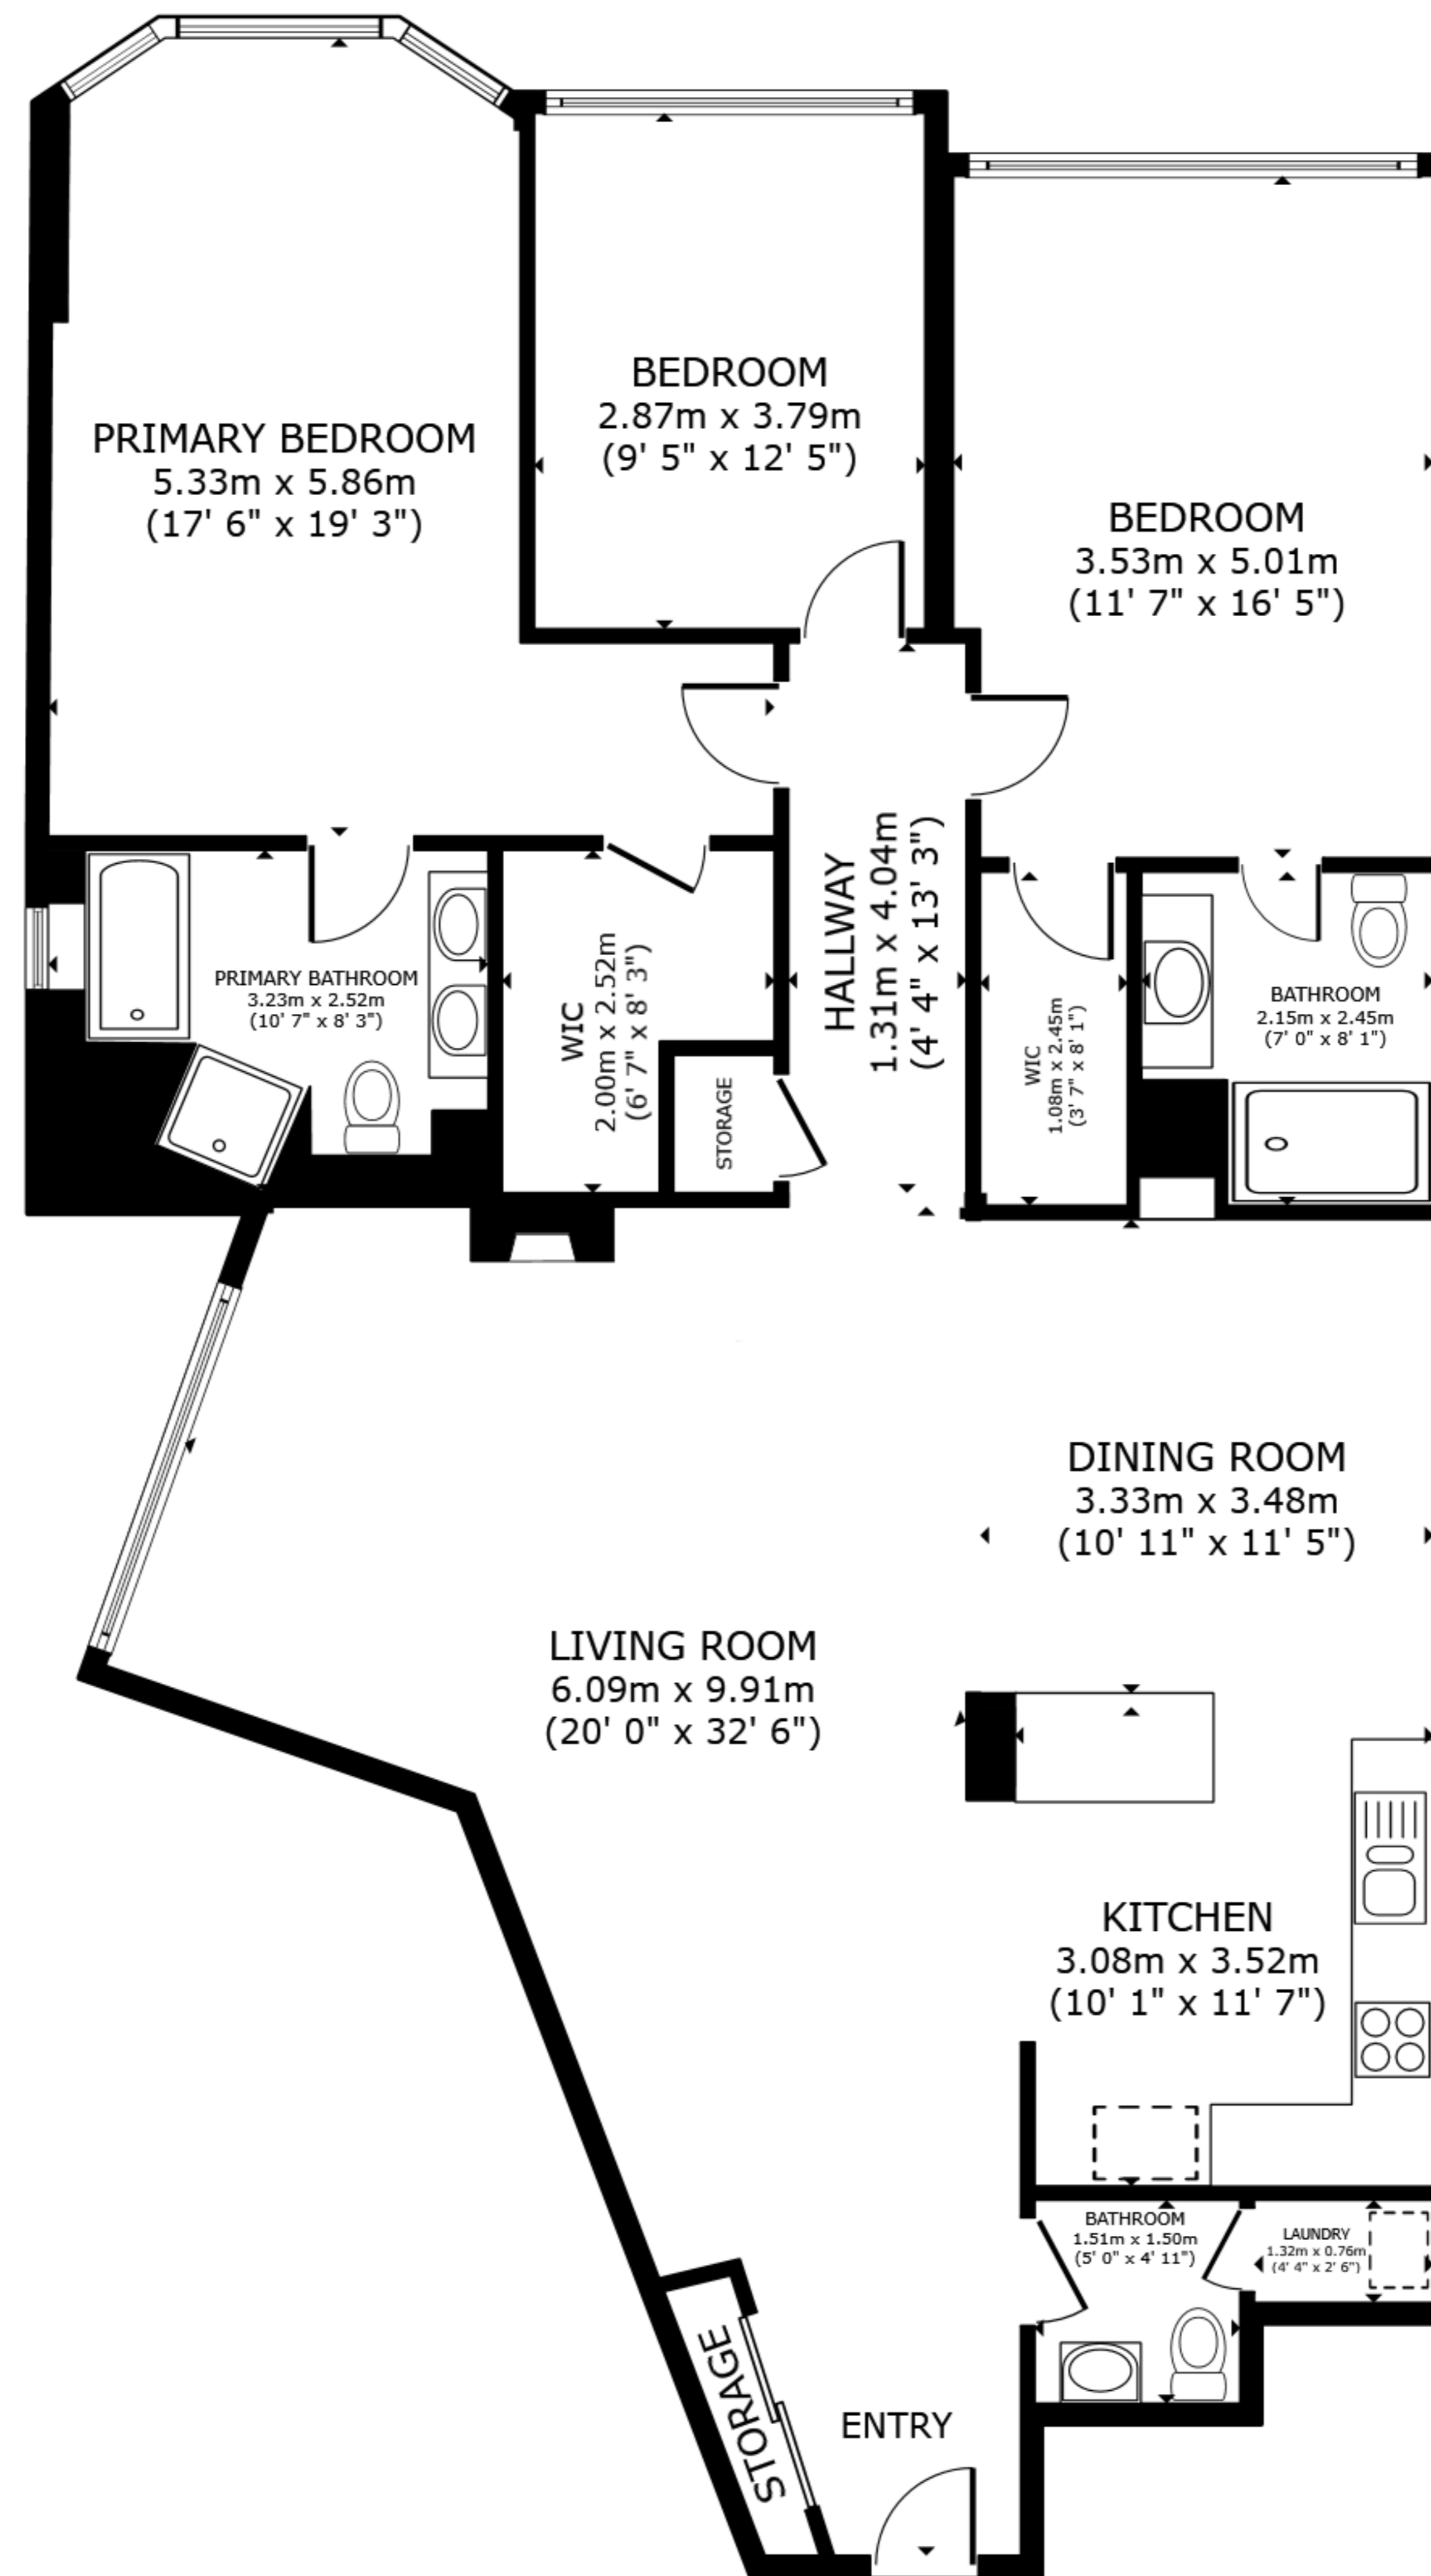 BEDROOM
2.87m x 3.79m
(9' 5" x 12' 5")
PRIMARY BEDROOM
5.33m x 5.86m
(17' 6" x 19' 3")
BEDROOM
3.53m x 5.01m
(11' 7" x 16' 5")
PRIMARY BATHROOM
3.23m x 2.52m
(10' 7" x 8' 3")
WIC
2.00m x 2.52m
(6' 7" x 8' 3")
STORAGE
HALLWAY
1.31m x 4.04m
(4' 4" x 13' 3")
WIC
1.08m x 2.45m
(3' 7" x 8' 1")
BATHROOM
2.15m x 2.45m
(7' 0" x 8' 1")
DINING ROOM
3.33m x 3.48m
(10' 11" x 11' 5")
LIVING ROOM
6.09m x 9.91m
(20' 0" x 32' 6")
KITCHEN
3.08m x 3.52m
(10' 1" x 11' 7")
BATHROOM
1.51m x 1.50m
(5' 0" x 4' 11")
LAUNDRY
1.32m x 0.76m
(4' 4" x 2' 6")
STORAGE
ENTRY